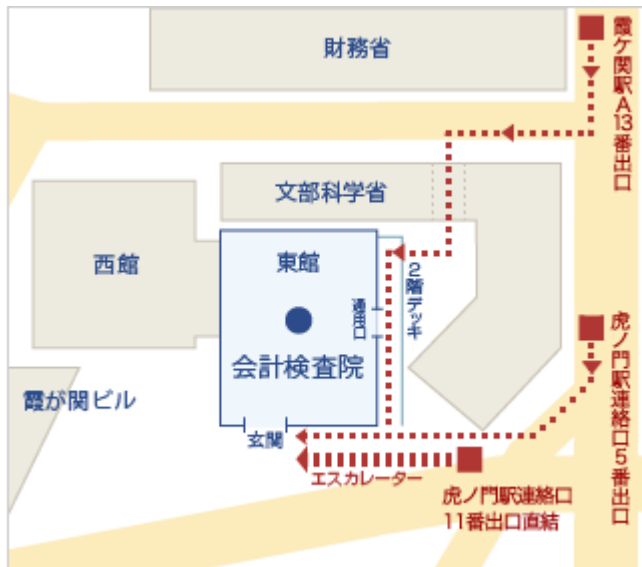 財務省
霞ケ関駅A13番出口
文部科学省
西館
東館
2階デッキ
通用口
会計検査院
虎ノ門駅連絡口5番出口
霞が関ビル
玄関
エスカレーター
虎ノ門駅連絡口
11番出口直結